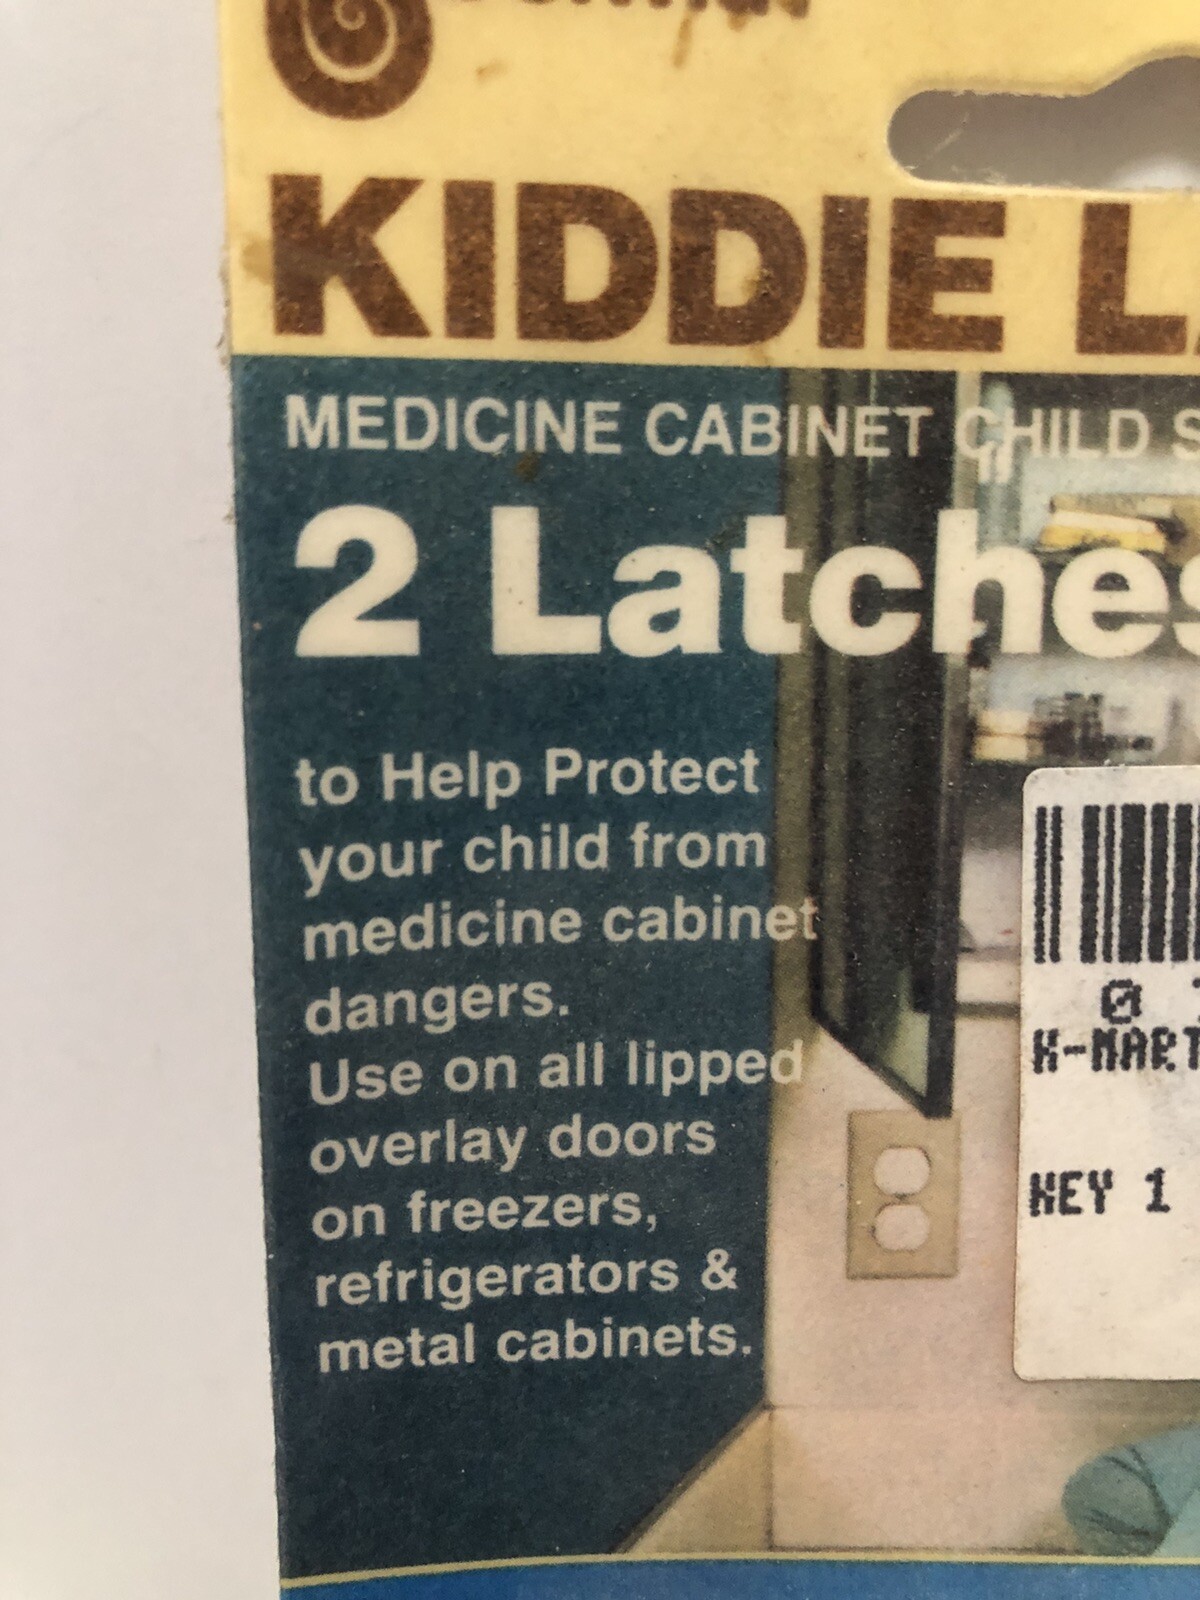 KIDDIE L
MEDICINE CABINET CHILD S
2 Latches
to Help Protect
your child from
medicine cabinet
dangers.
Use on all lipped
overlay doors
on freezers,
refrigerators &
metal cabinets.
0
K-MART
KEY 1